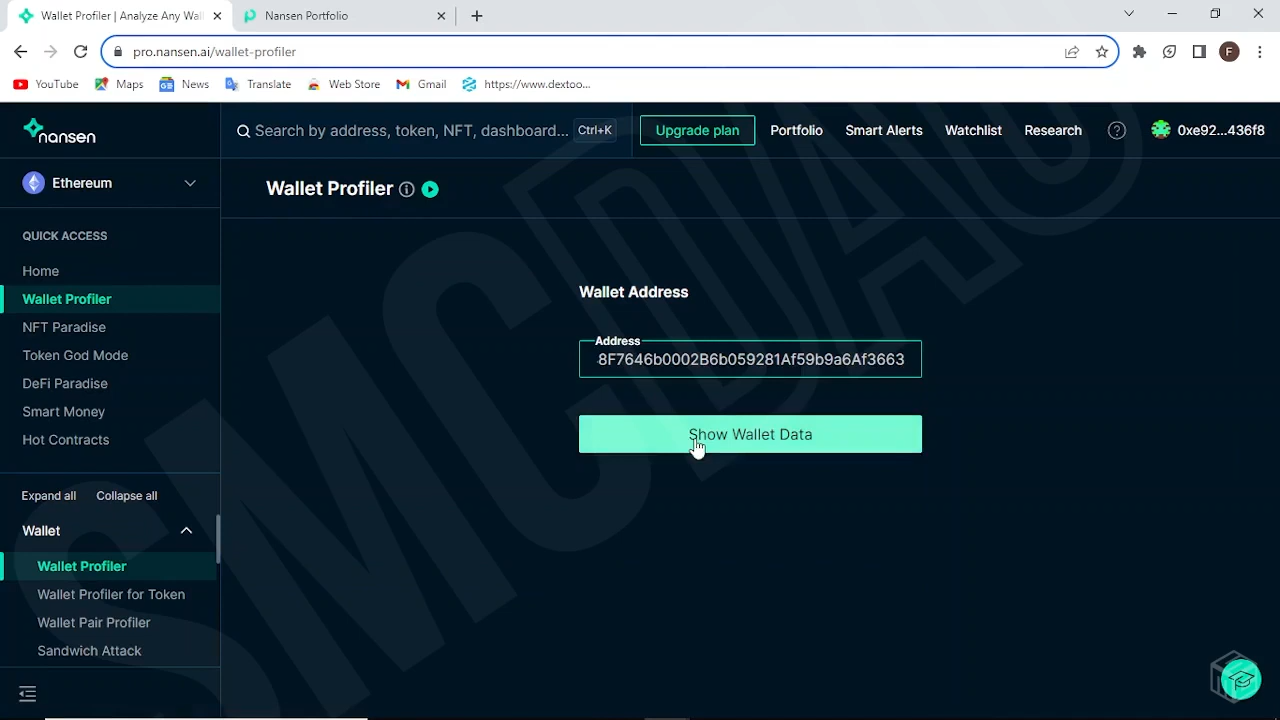 Wallet Profiler | Analyze Any Wall
Nansen Portfolio
pro.nansen.ai/wallet-profiler
F
YouTube
Maps
News
Translate
Web Store
Gmail
https://www.dextoo...
nansen
Search by address, token, NFT, dashboard...
Ctrl+K
Upgrade plan
Portfolio
Smart Alerts
Watchlist
Research
0xe92...436f8
Ethereum
Wallet Profiler
QUICK ACCESS
Home
Wallet Profiler
NFT Paradise
Token God Mode
DeFi Paradise
Smart Money
Hot Contracts
Expand all
Collapse all
Wallet
Wallet Profiler
Wallet Profiler for Token
Wallet Pair Profiler
Sandwich Attack
Wallet Address
Address
8F7646b0002B6b059281Af59b9a6Af3663
Show Wallet Data
SMCDAO